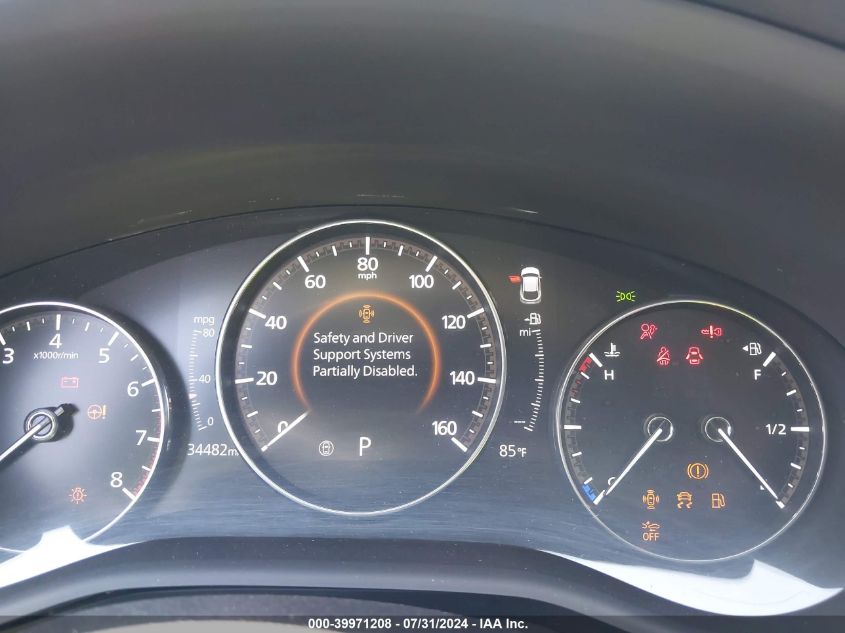 3 4 5 6 7 8
x1000r/min
mpg
80
40
0
34482m
0 20 40 60 80 100 120 140 160
mph
Safety and Driver
Support Systems
Partially Disabled.
P
mi
---
85°F
H
C
F
1/2
OFF
000-39971208 - 07/31/2024 - IAA Inc.